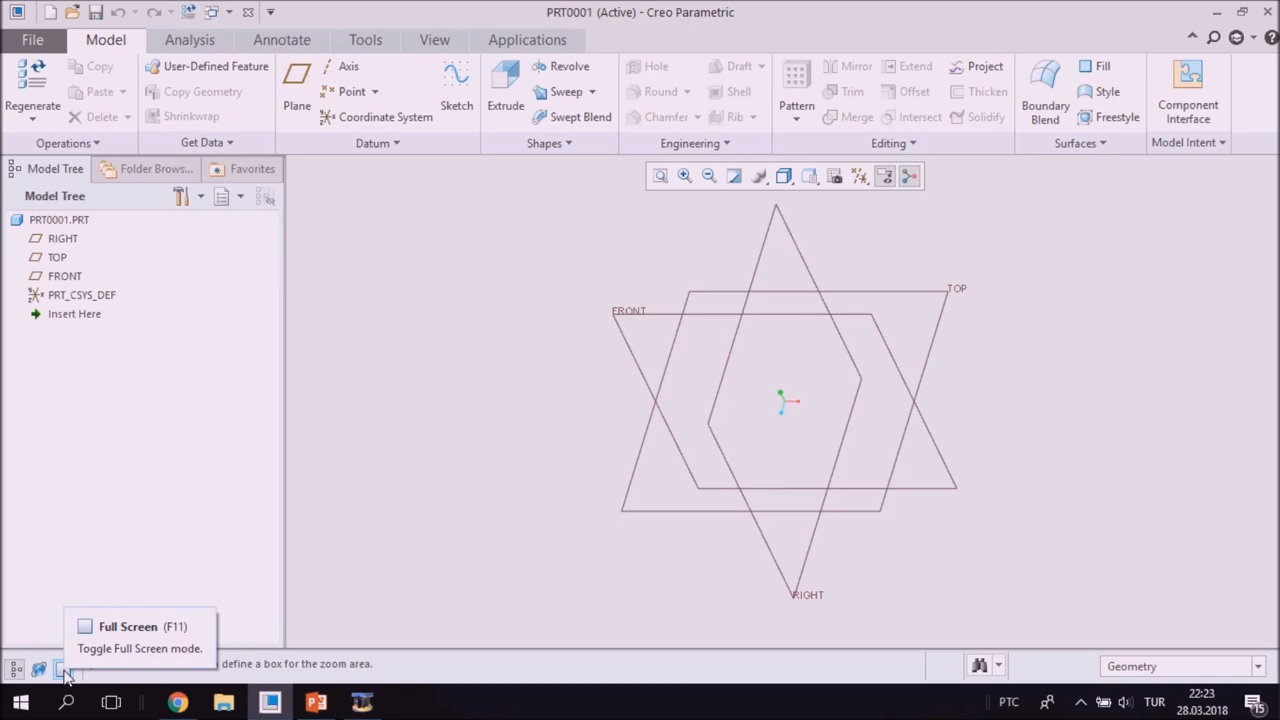 PRT0001 (Active) - Creo Parametric
File Model Analysis Annotate Tools View Applications
Regenerate
Copy
Paste
Delete
Operations
User-Defined Feature
Copy Geometry
Shrinkwrap
Get Data
Plane
Axis
Point
Coordinate System
Sketch
Datum
Extrude
Revolve
Sweep
Swept Blend
Shapes
Hole
Round
Chamfer
Draft
Shell
Rib
Engineering
Pattern
Mirror
Trim
Merge
Extend
Offset
Intersect
Project
Thicken
Solidify
Editing
Boundary
Blend
Fill
Style
Freestyle
Surfaces
Component
Interface
Model Intent
Model Tree Folder Brows... Favorites
Model Tree
PRT0001.PRT
RIGHT
TOP
FRONT
PRT_CSYS_DEF
Insert Here
TOP
FRONT
RIGHT
Full Screen (F11)
Toggle Full Screen mode.
define a box for the zoom area.
Geometry
PTC
TUR
22:23
28.03.2018
15